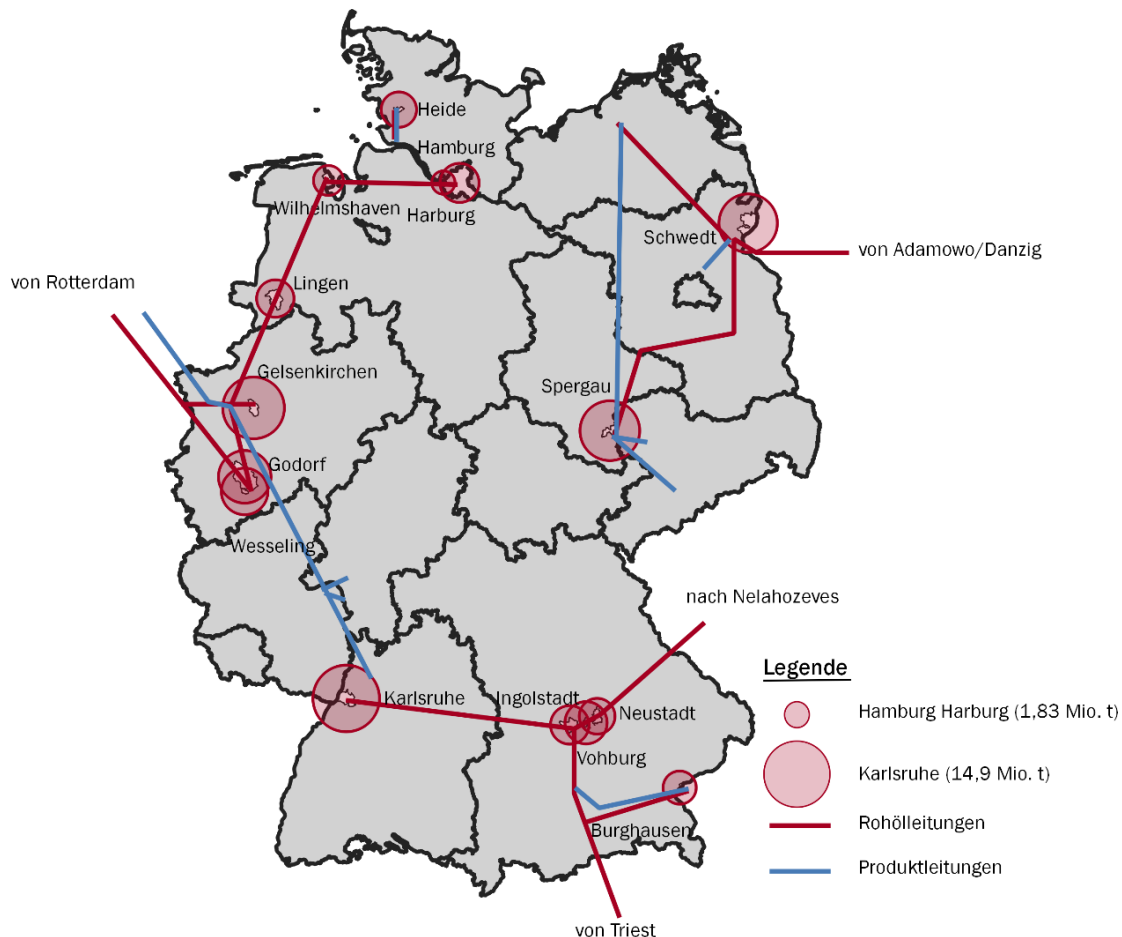 Heide
Hamburg
Wilhelmshaven
Harburg
Schwedt
von Adamowo/Danzig
von Rotterdam
Lingen
Gelsenkirchen
Spergau
Godorf
Wesseling
nach Nelahozeves
Karlsruhe
Ingolstadt
Neustadt
Vohburg
Burghausen
von Triest
Legende
Hamburg Harburg (1,83 Mio. t)
Karlsruhe (14,9 Mio. t)
Rohölleitungen
Produktleitungen